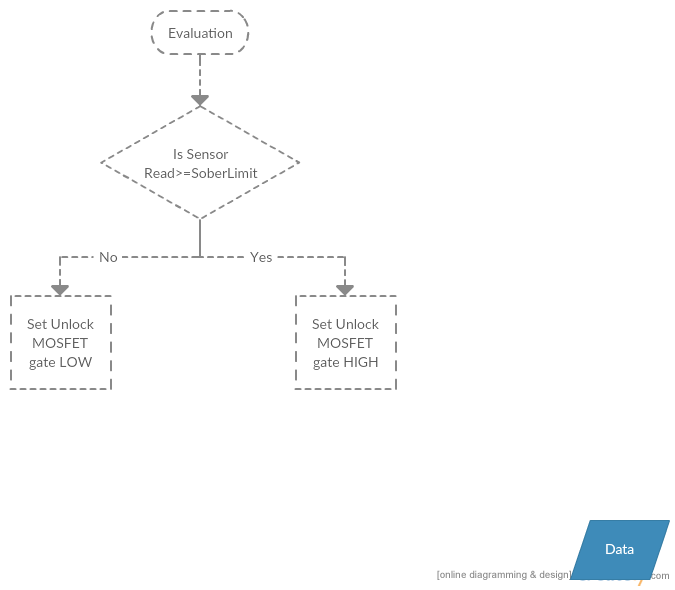 Evaluation
Is Sensor
Read>=SoberLimit
No
Yes
Set Unlock
MOSFET
gate LOW
Set Unlock
MOSFET
gate HIGH
Data
[online diagramming & design]
.com